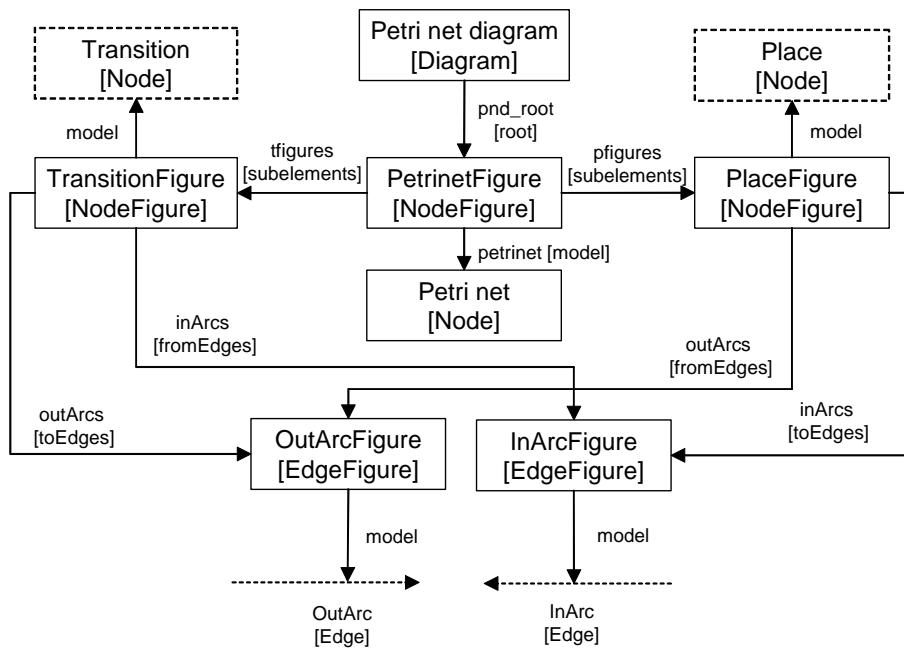 Transition
[Node]
Petri net diagram
[Diagram]
Place
[Node]
model
pnd_root
[root]
model
tfigures
[subelements]
pfigures
[subelements]
TransitionFigure
[NodeFigure]
PetrinetFigure
[NodeFigure]
PlaceFigure
[NodeFigure]
petrinet [model]
Petri net
[Node]
inArcs
[fromEdges]
outArcs
[fromEdges]
outArcs
[toEdges]
inArcs
[toEdges]
OutArcFigure
[EdgeFigure]
InArcFigure
[EdgeFigure]
model
model
OutArc
[Edge]
InArc
[Edge]